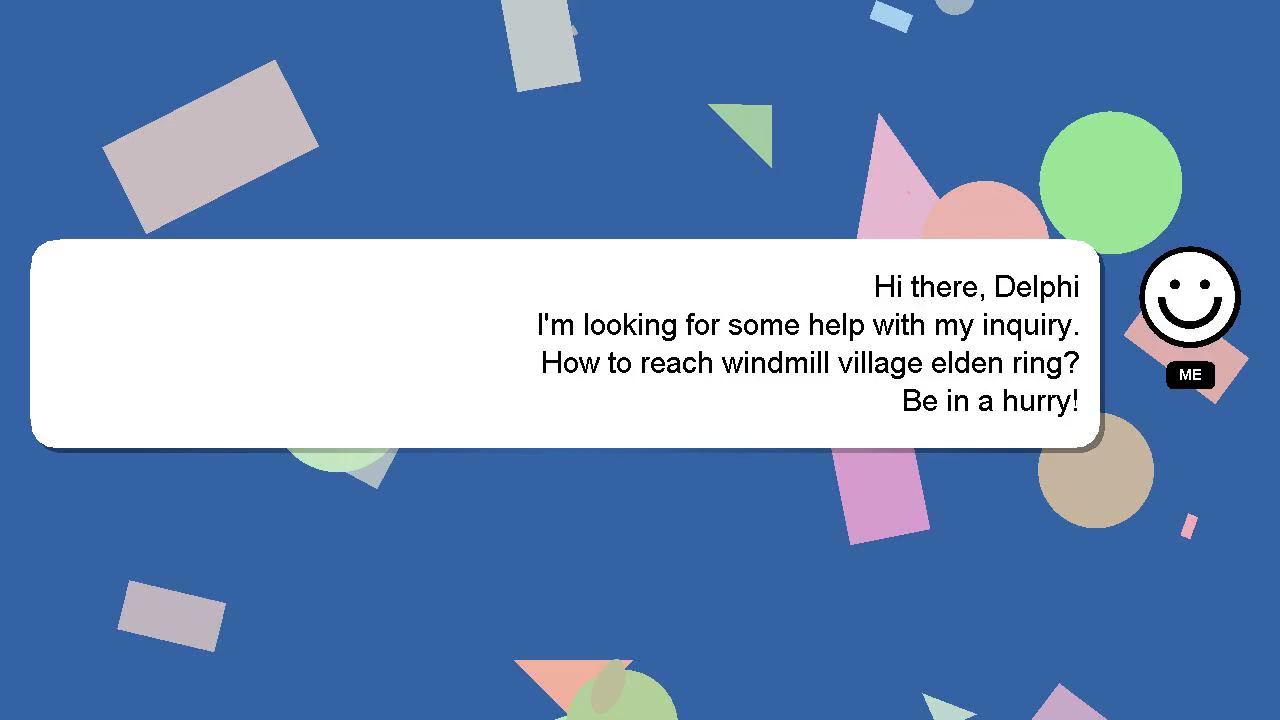 Hi there, Delphi
I'm looking for some help with my inquiry.
How to reach windmill village elden ring?
Be in a hurry!
ME